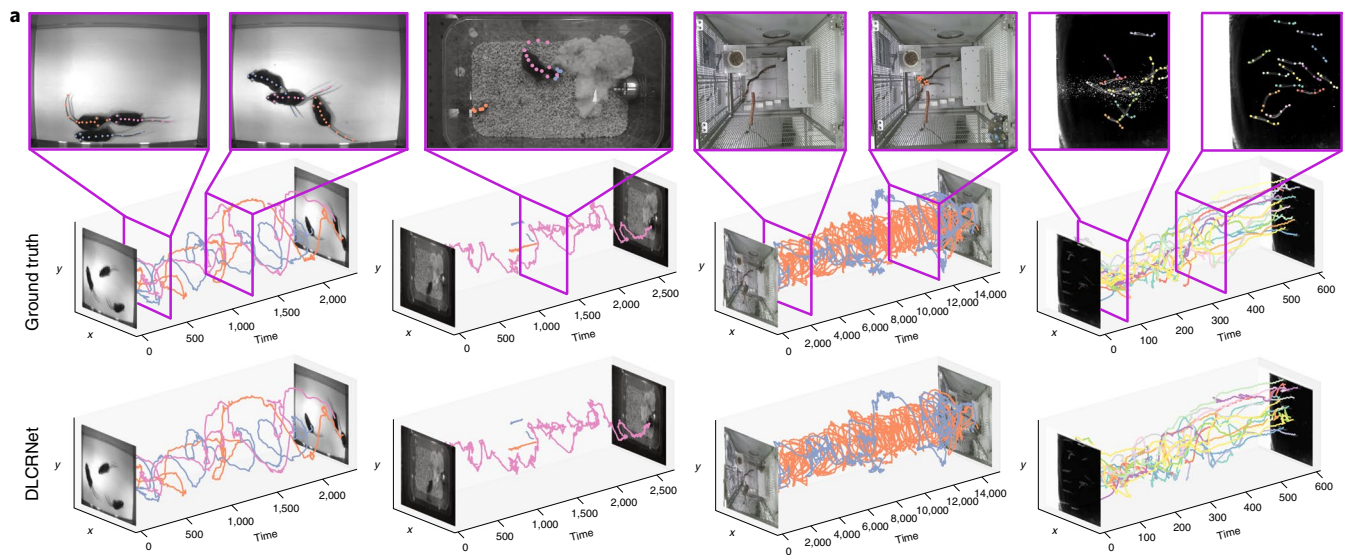 a
Ground truth
y
x
0
500
1,000
1,500
2,000
Time
y
x
0
500
1,000
1,500
2,000
2,500
Time
y
x
0
2,000
4,000
6,000
8,000
10,000
12,000
14,000
Time
y
x
0
100
200
300
400
500
600
Time
DLCRNet
y
x
0
500
1,000
1,500
2,000
Time
y
x
0
500
1,000
1,500
2,000
2,500
Time
y
x
0
2,000
4,000
6,000
8,000
10,000
12,000
14,000
Time
y
x
0
100
200
300
400
500
600
Time